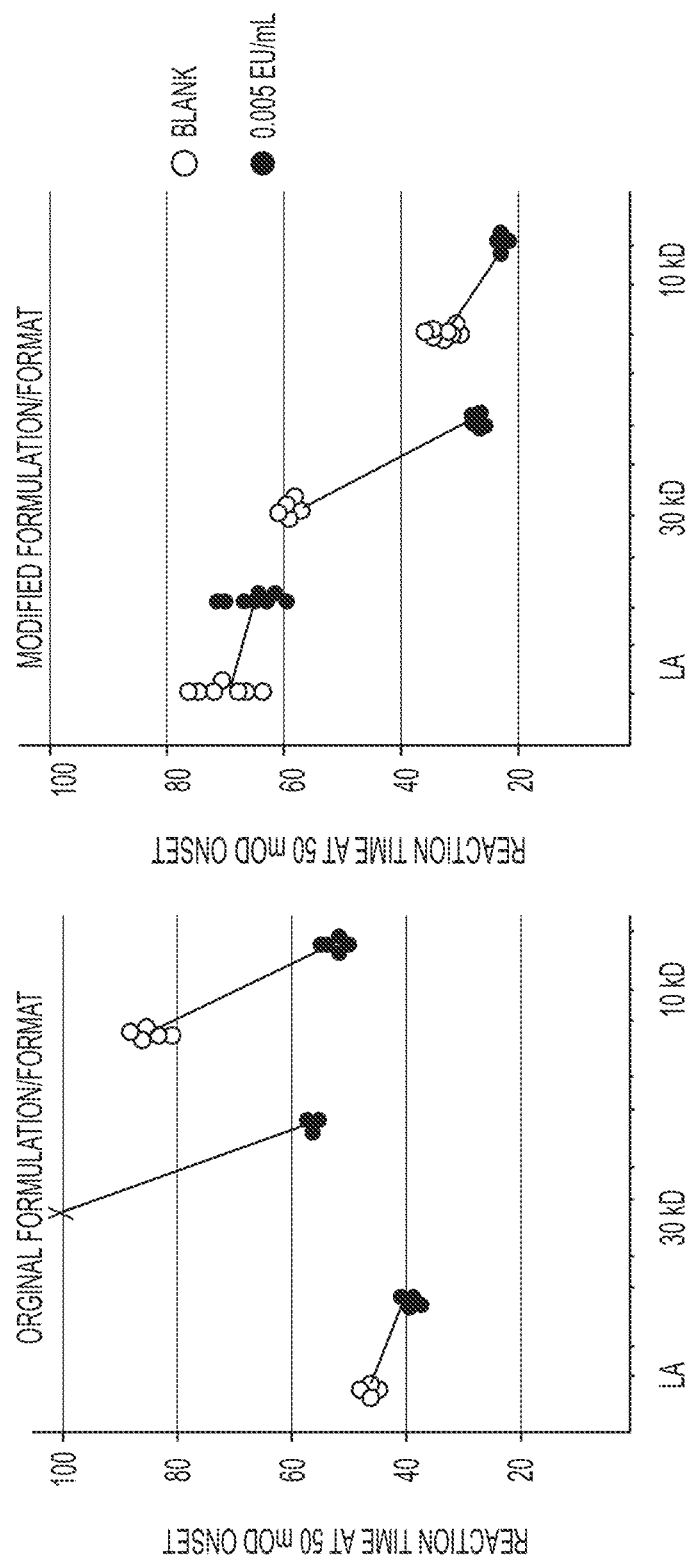 ORGINAL FORMULATION/FORMAT
REACTION TIME AT 50 mOD ONSET
100
80
60
40
20
LA
30 kD
10 kD
MODIFIED FORMULATION/FORMAT
REACTION TIME AT 50 mOD ONSET
100
80
60
40
20
LA
30 kD
10 kD
BLANK
0.005 EU/mL